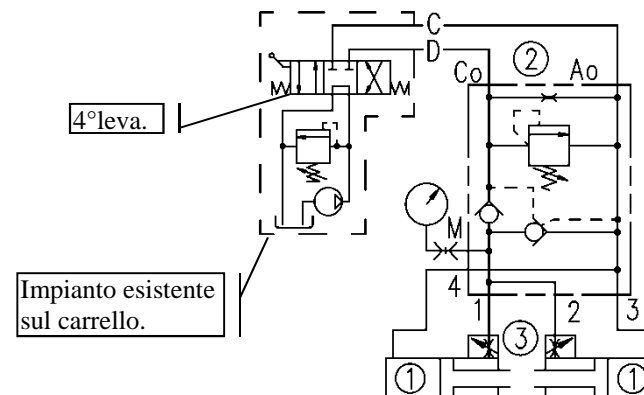 C
D
Co
2
Ao
4°leva.
M
Impianto esistente
sul carrello.
4
1
2
3
3
1
1